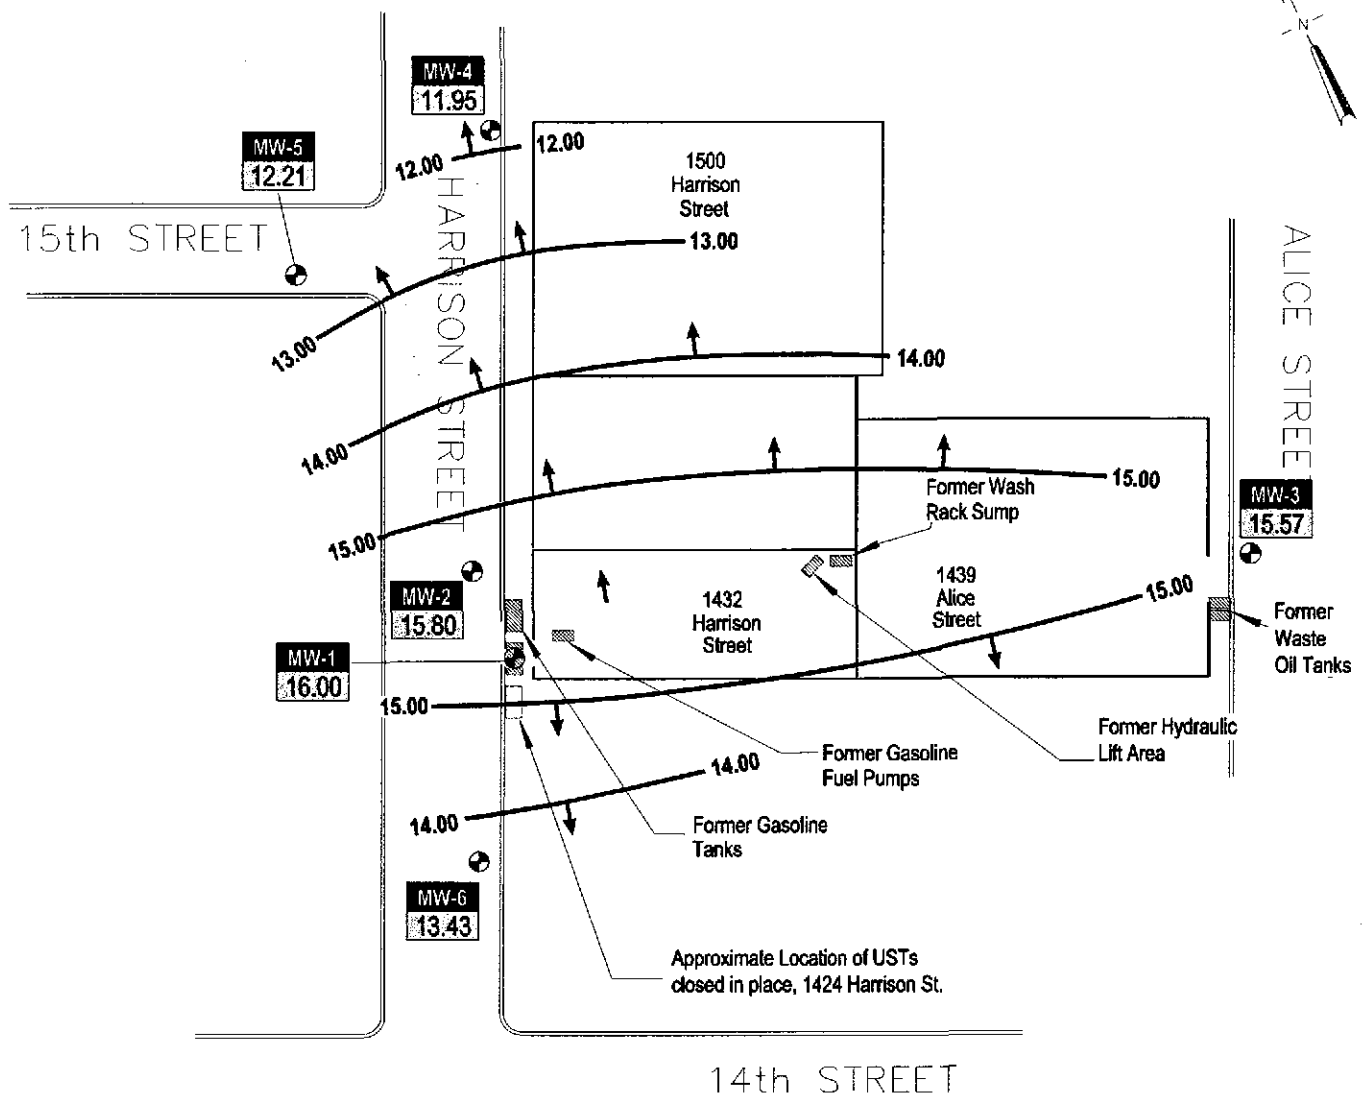 N
MW-4
11.95
MW-5
12.21
12.00
12.00
1500
Harrison
Street
15th STREET
HARRISON STREET
ALICE STREET
13.00
13.00
14.00
14.00
15.00
15.00
Former Wash
Rack Sump
MW-3
15.57
MW-2
15.80
1432
Harrison
Street
1439
Alice
Street
15.00
Former
Waste
Oil Tanks
MW-1
16.00
15.00
Former Hydraulic
Lift Area
Former Gasoline
Fuel Pumps
14.00
14.00
Former Gasoline
Tanks
MW-6
13.43
Approximate Location of USTs
closed in place, 1424 Harrison St.
14th STREET